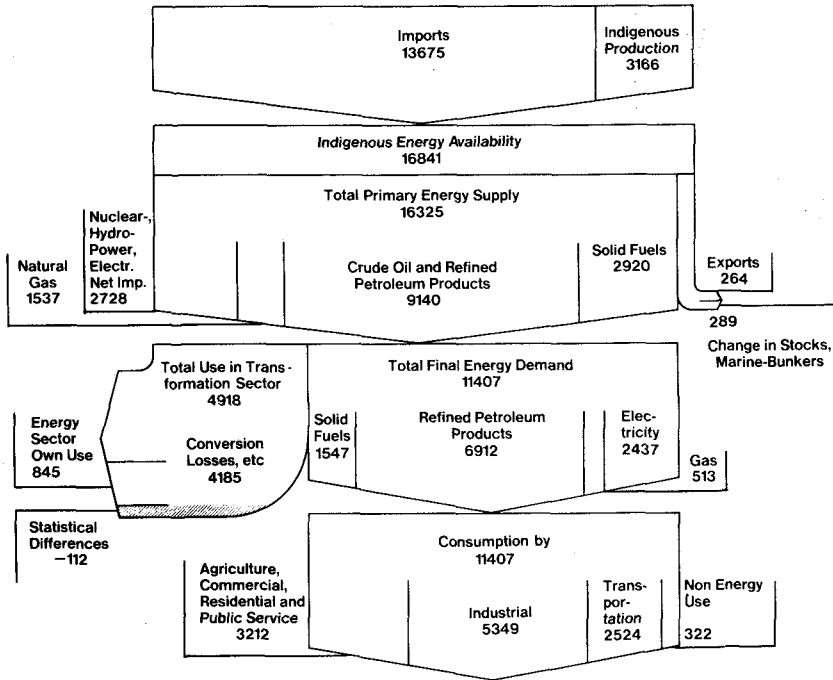 Imports
13675
Indigenous
Production
3166
Indigenous Energy Availability
16841
Total Primary Energy Supply
16325
Natural
Gas
1537
Nuclear-,
Hydro-
Power,
Electr.
Net Imp.
2728
Crude Oil and Refined
Petroleum Products
9140
Solid Fuels
2920
Exports
264
289
Change in Stocks,
Marine-Bunkers
Total Use in Trans-
formation Sector
4918
Total Final Energy Demand
11407
Energy
Sector
Own Use
845
Conversion
Losses, etc
4185
Solid
Fuels
1547
Refined Petroleum
Products
6912
Elec-
tricity
2437
Gas
513
Statistical
Differences
-112
Consumption by
11407
Agriculture,
Commercial,
Residential and
Public Service
3212
Industrial
5349
Trans-
por-
tation
2524
Non Energy
Use
322